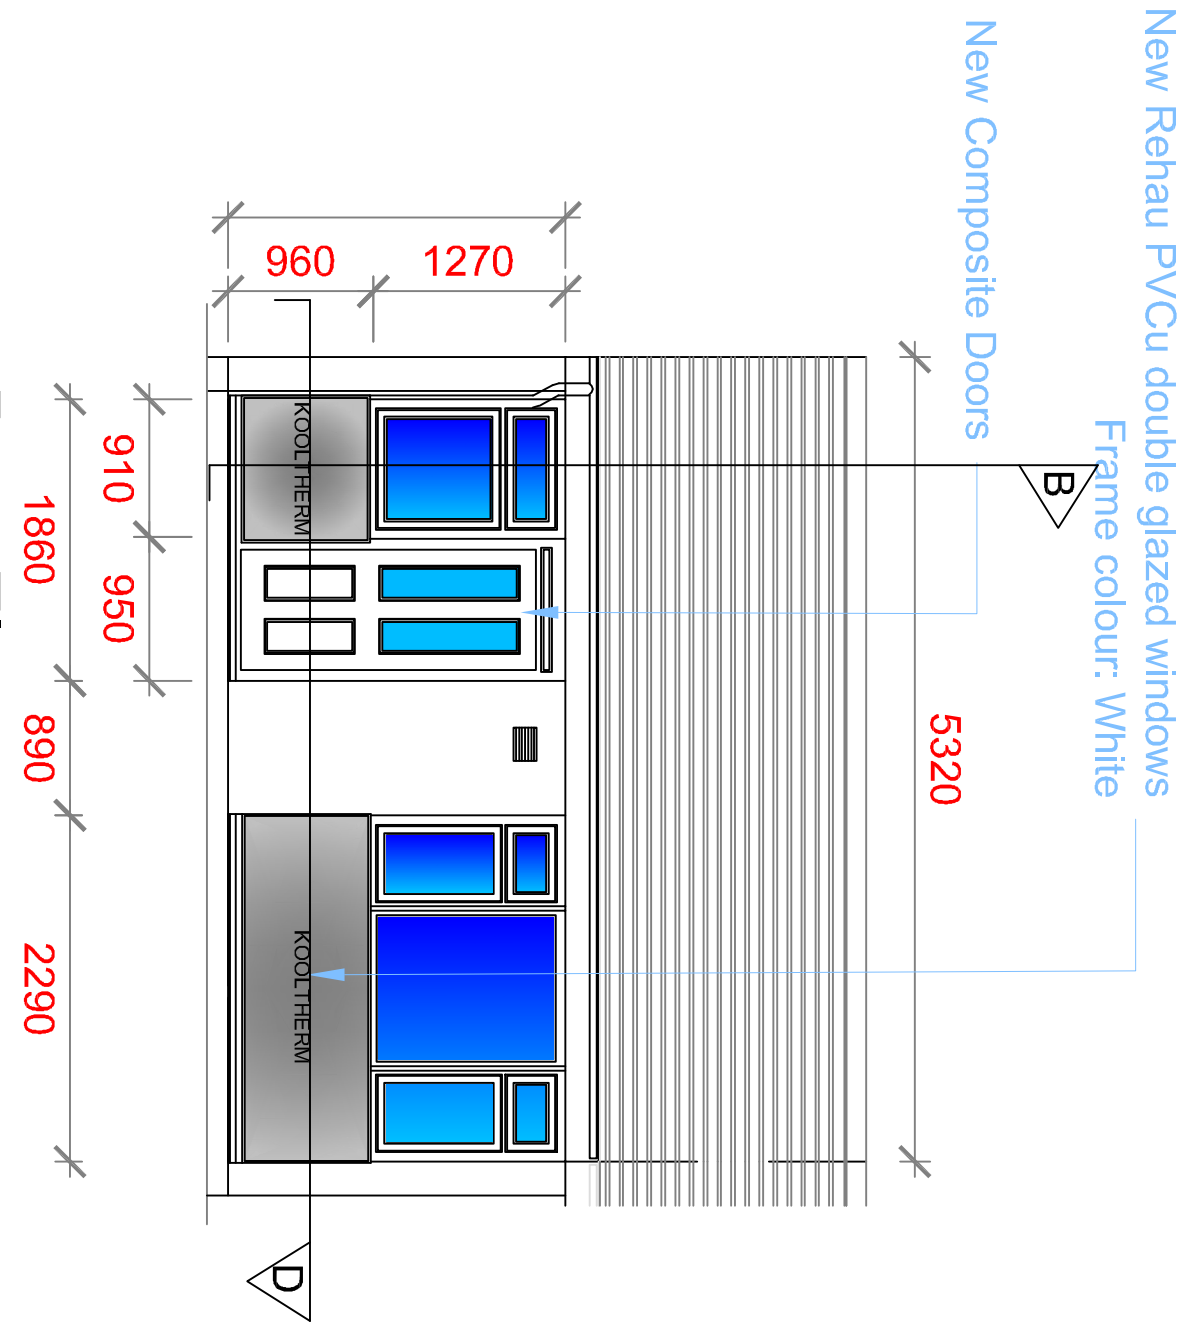 New Rehau PVCu double glazed windows
Frame colour: White
New Composite Doors
B
5320
960
1270
KOOLTHERM
KOOLTHERM
910
950
1860
890
2290
D